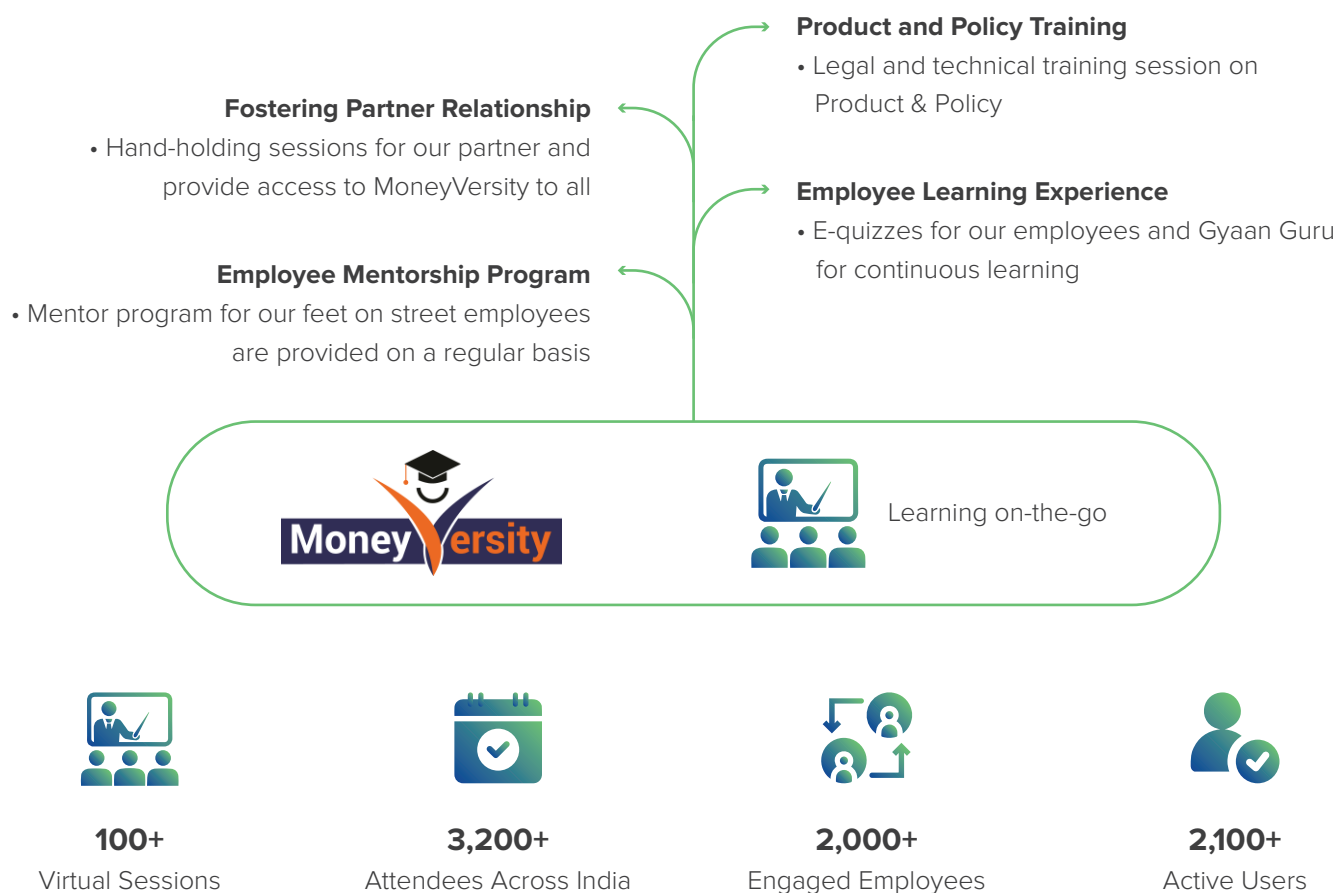 Product and Policy Training
• Legal and technical training session on
Product & Policy
Fostering Partner Relationship
• Hand-holding sessions for our partner and
provide access to MoneyVersity to all
Employee Learning Experience
• E-quizzes for our employees and Gyaan Guru
for continuous learning
Employee Mentorship Program
• Mentor program for our feet on street employees
are provided on a regular basis
MoneyVersity
Learning on-the-go
100+
Virtual Sessions
3,200+
Attendees Across India
2,000+
Engaged Employees
2,100+
Active Users